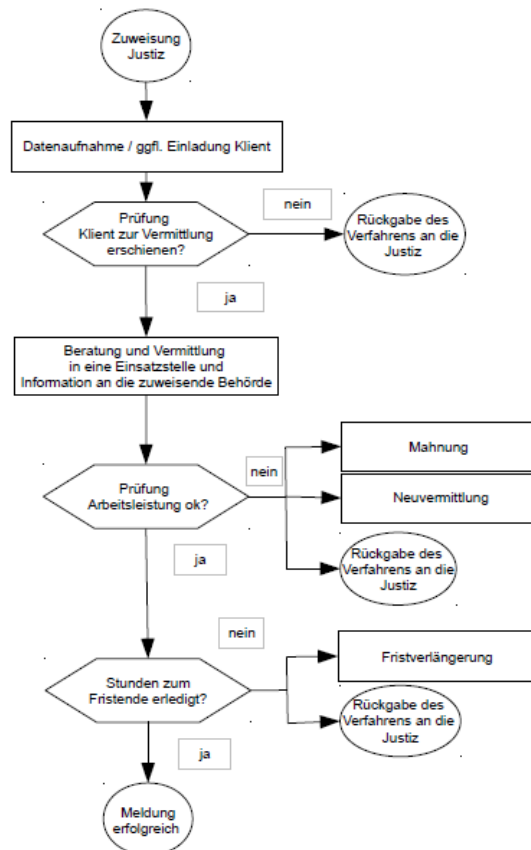 Zuweisung
Justiz
Datenaufnahme / ggfl. Einladung Klient
Prüfung
Klient zur Vermittlung
erschienen?
nein
Rückgabe des
Verfahrens an die
Justiz
ja
Beratung und Vermittlung
in eine Einsatzstelle und
Information an die zuweisende Behörde
Prüfung
Arbeitsleistung ok?
nein
Mahnung
Neuvermittlung
Rückgabe des
Verfahrens an die
Justiz
ja
nein
Stunden zum
Fristende erledigt?
Fristverlängerung
Rückgabe des
Verfahrens an die
Justiz
ja
Meldung
erfolgreich